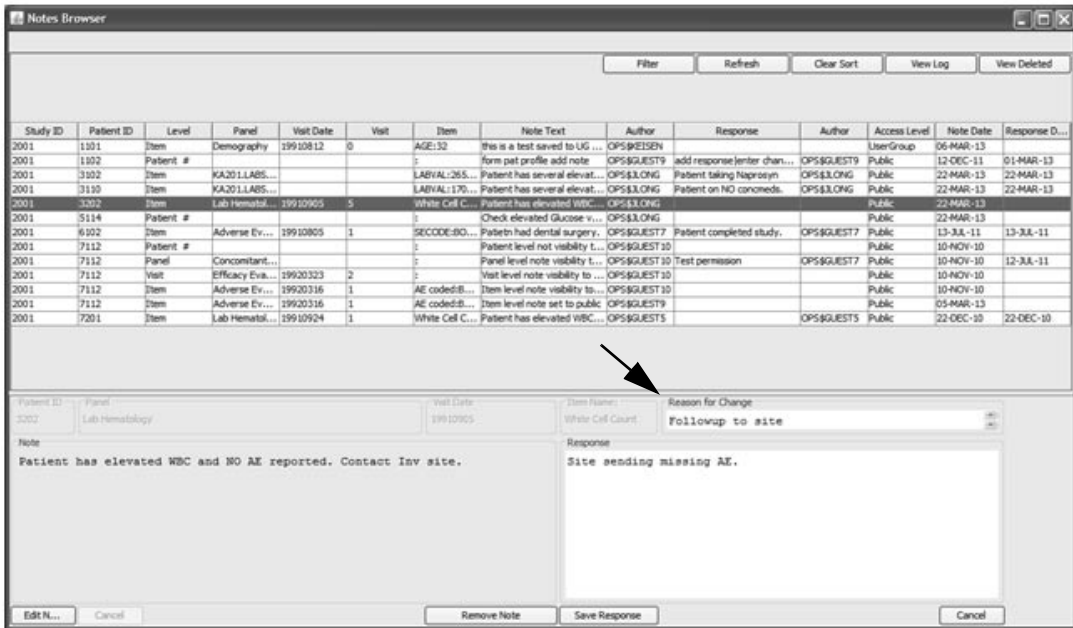 Notes Browser
Filter Refresh Clear Sort View Log View Deleted
Study ID Patient ID Level Panel Visit Date Visit Item Note Text Author Response Author Access Level Note Date Response D...
2001 1101 Item Demography 19910812 0 AGE:32 this is a test saved to UG ... OPS$KEISEN UserGroup 06-MAR-13
2001 1102 Patient # : form pat profile add note OPS$GUEST9 add response|enter chan... OPS$GUEST9 Public 12-DEC-11 01-MAR-13
2001 3102 Item KA201.LABS... LABVAL:265... Patient has several elevat... OPS$JLONG Patient taking Naprosyn OPS$JLONG Public 22-MAR-13 22-MAR-13
2001 3110 Item KA201.LABS... LABVAL:170... Patient has several elevat... OPS$JLONG Patient on NO concmeds. OPS$JLONG Public 22-MAR-13 22-MAR-13
2001 3202 Item Lab Hematol... 19910905 5 White Cell C... Patient has elevated WBC... OPS$JLONG Public 22-MAR-13
2001 5114 Patient # : Check elevated Glucose v... OPS$JLONG Public 22-MAR-13
2001 6102 Item Adverse Ev... 19910805 1 SECODE:BO... Patietn had dental surgery. OPS$GUEST7 Patient completed study. OPS$GUEST7 Public 13-JUL-11 13-JUL-11
2001 7112 Patient # : Patient level not visibility t... OPS$GUEST10 Public 10-NOV-10
2001 7112 Panel Concomitant... : Panel level note visibility t... OPS$GUEST10 Test permission OPS$GUEST7 Public 10-NOV-10 12-JUL-11
2001 7112 Visit Efficacy Eva... 19920323 2 : Visit level note visibility to ... OPS$GUEST10 Public 10-NOV-10
2001 7112 Item Adverse Ev... 19920316 1 AE coded:B... Item level note visibility to... OPS$GUEST10 Public 10-NOV-10
2001 7112 Item Adverse Ev... 19920316 1 AE coded:B... Item level note set to public OPS$GUEST9 Public 05-MAR-13
2001 7201 Item Lab Hematol... 19910924 1 White Cell C... Patient has elevated WBC... OPS$GUEST5 OPS$GUEST5 Public 22-DEC-10 22-DEC-10
Patient ID Panel Visit Date Item Name: Reason for Change
3202 Lab Hematology 19910905 White Cell Count Followup to site
Note Response
Patient has elevated WBC and NO AE reported. Contact Inv site. Site sending missing AE.
Edit N... Cancel Remove Note Save Response Cancel